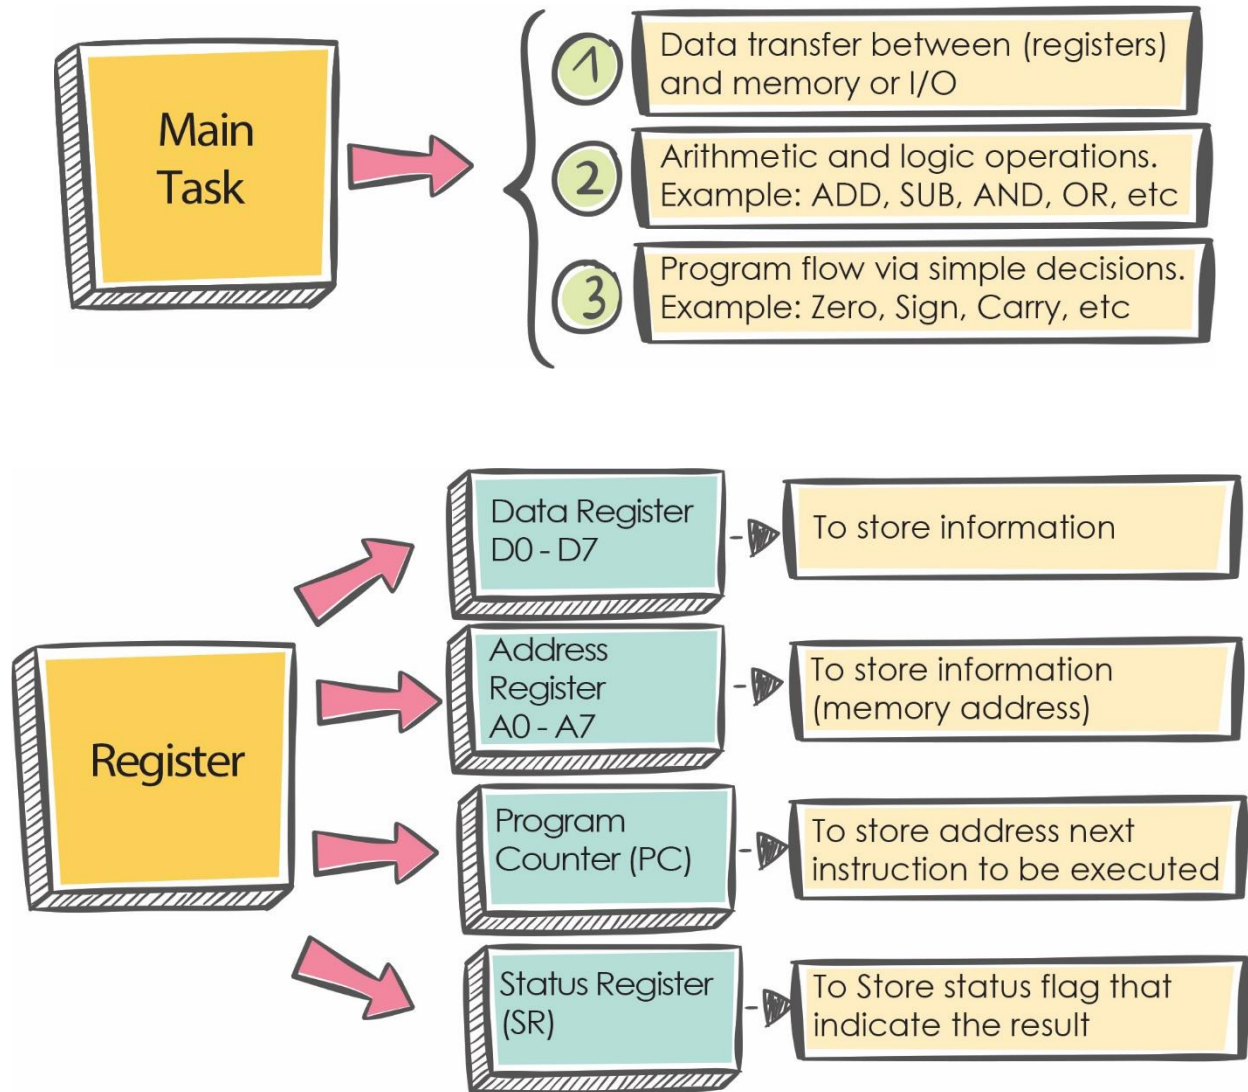 Main
Task
1
Data transfer between (registers)
and memory or I/O
2
Arithmetic and logic operations.
Example: ADD, SUB, AND, OR, etc
3
Program flow via simple decisions.
Example: Zero, Sign, Carry, etc
Register
Data Register
D0 - D7
To store information
Address
Register
A0 - A7
To store information
(memory address)
Program
Counter (PC)
To store address next
instruction to be executed
Status Register
(SR)
To Store status flag that
indicate the result